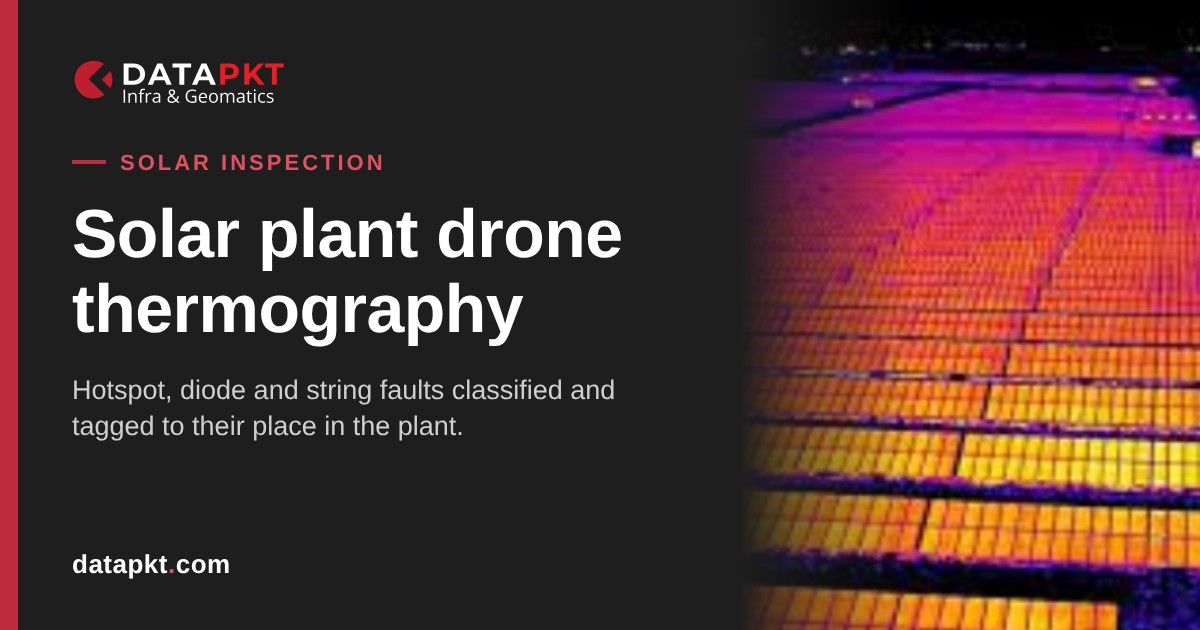 DATAPKT
Infra & Geomatics
SOLAR INSPECTION
Solar plant drone
thermography
Hotspot, diode and string faults classified and
tagged to their place in the plant.
datapkt.com